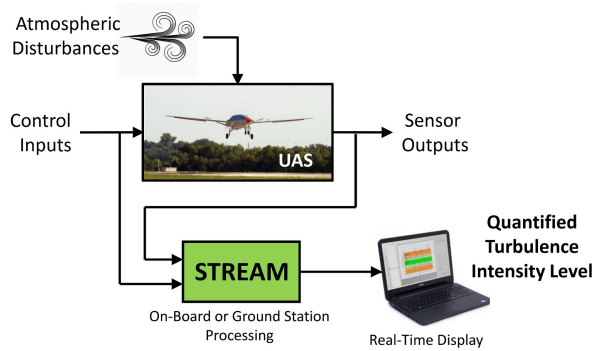 Atmospheric
Disturbances
Control
Inputs
UAS
Sensor
Outputs
STREAM
On-Board or Ground Station
Processing
Quantified
Turbulence
Intensity Level
Real-Time Display